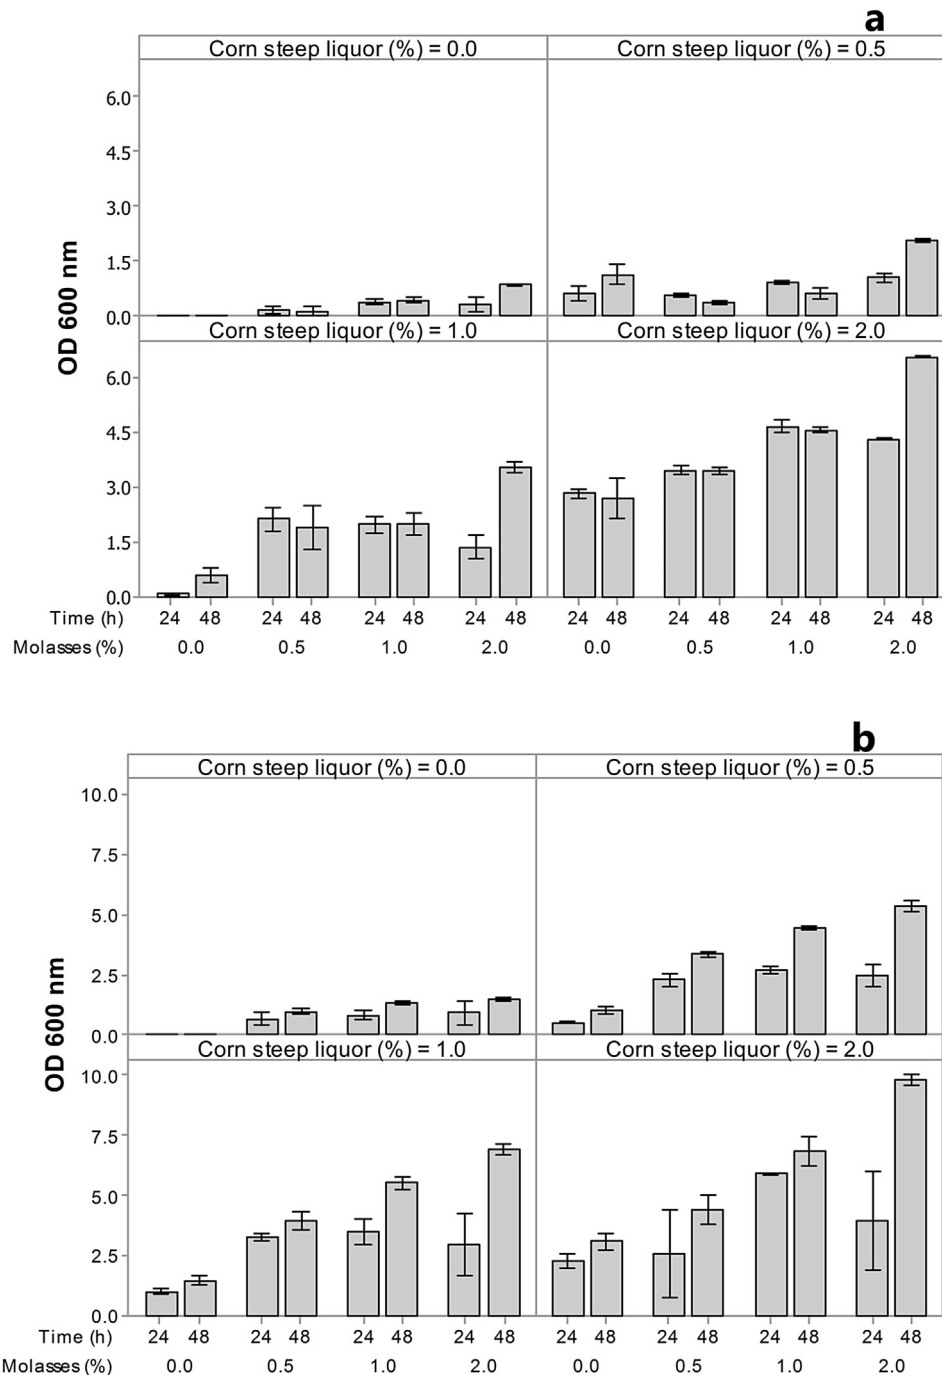 a
Corn steep liquor (%) = 0.0 Corn steep liquor (%) = 0.5
6.0
4.5
3.0
1.5
0.0
Corn steep liquor (%) = 1.0 Corn steep liquor (%) = 2.0
6.0
4.5
3.0
1.5
0.0
OD 600 nm
Time (h) 24 48 24 48 24 48 24 48 24 48 24 48 24 48 24 48
Molasses (%) 0.0 0.5 1.0 2.0 0.0 0.5 1.0 2.0
b
Corn steep liquor (%) = 0.0 Corn steep liquor (%) = 0.5
10.0
7.5
5.0
2.5
0.0
Corn steep liquor (%) = 1.0 Corn steep liquor (%) = 2.0
10.0
7.5
5.0
2.5
0.0
OD 600 nm
Time (h) 24 48 24 48 24 48 24 48 24 48 24 48 24 48 24 48
Molasses (%) 0.0 0.5 1.0 2.0 0.0 0.5 1.0 2.0